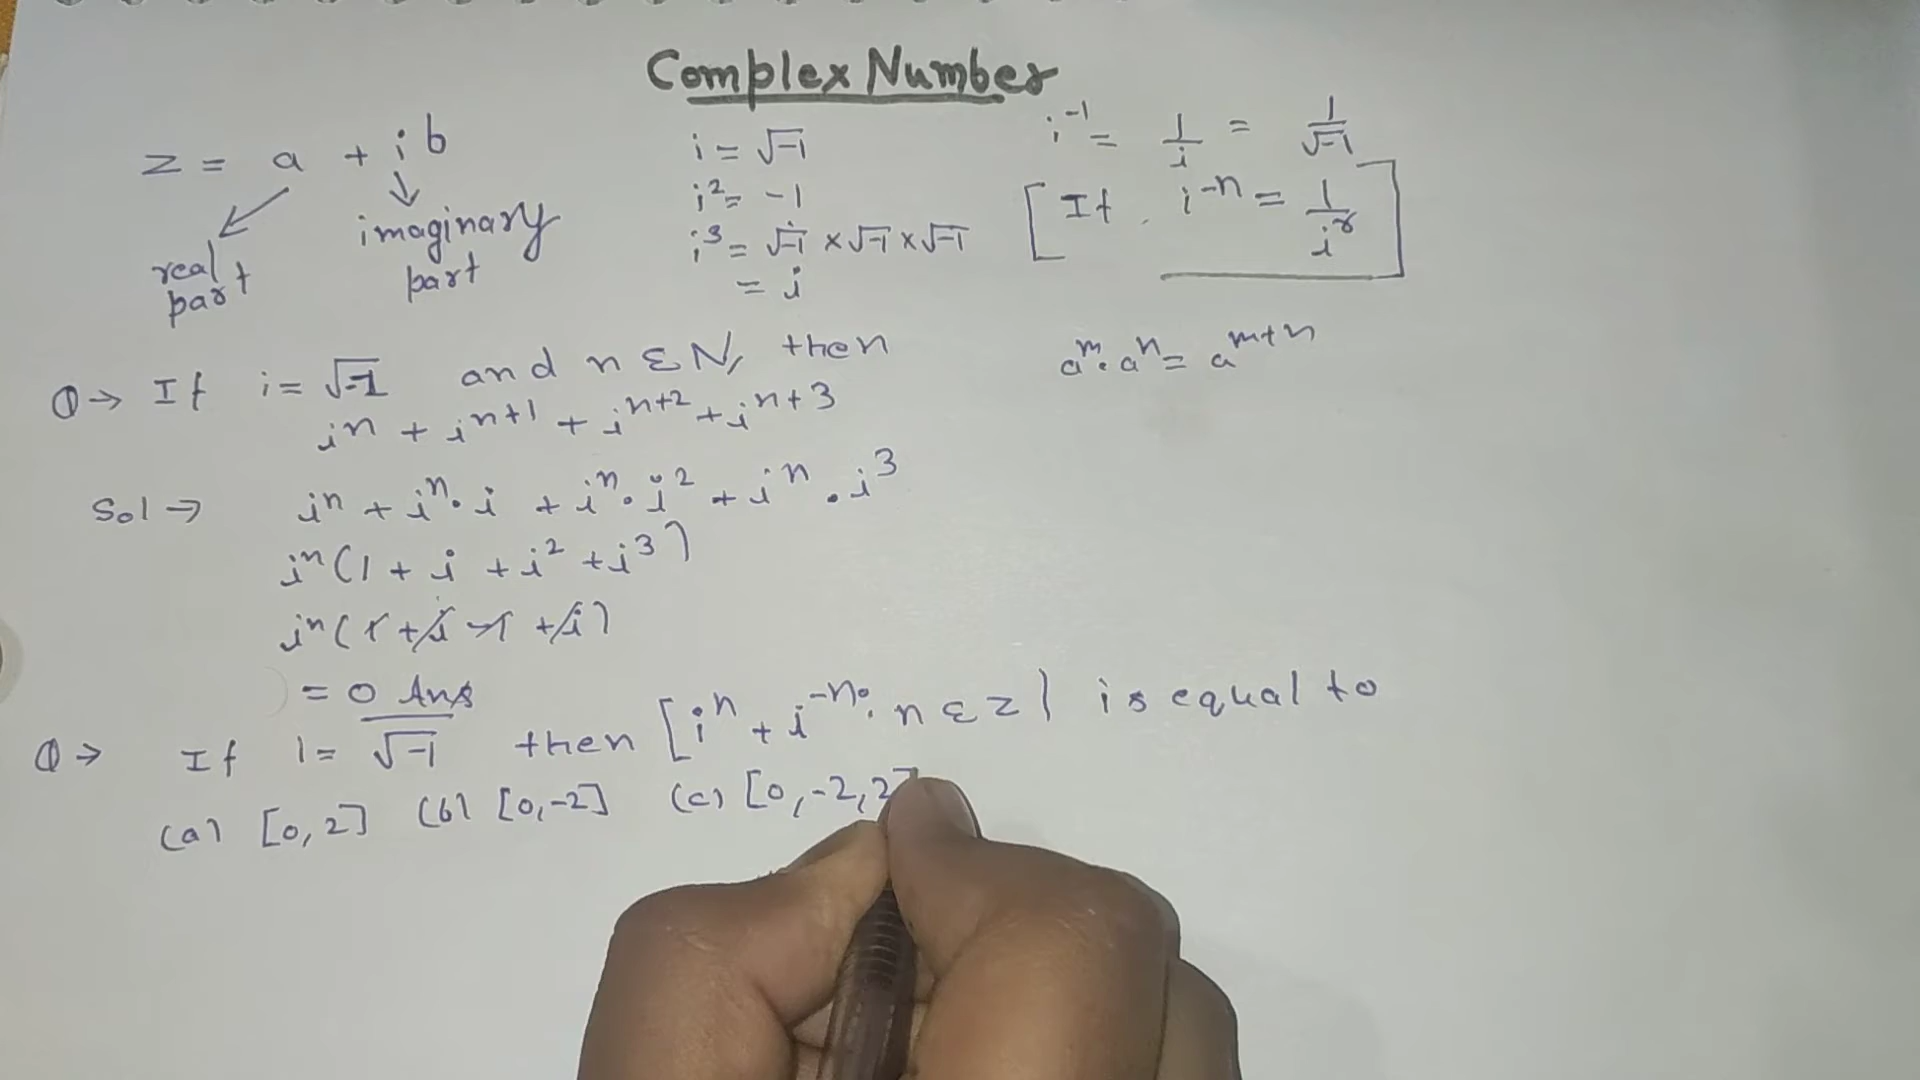 Complex Number
z = a + ib
real part
imaginary part
i = √-1
i² = -1
i³ = √-1 × √-1 × √-1
= i
i⁻¹ = 1/i = 1/√-1
[If, i⁻ⁿ = 1/iʳ]
aᵐ·aⁿ = aᵐ⁺ⁿ
Q → If i = √-1 and n ε N, then
iⁿ + iⁿ⁺¹ + iⁿ⁺² + iⁿ⁺³
Sol → iⁿ + iⁿ·i + iⁿ·i² + iⁿ·i³
iⁿ(1 + i + i² + i³)
iⁿ(1 + i - 1 + i)
= 0 Ans
Q → If i = √-1 then [iⁿ + i⁻ⁿ: n ε z} is equal to
(a) [0, 2] (b) [0, -2] (c) [0, -2, 2]